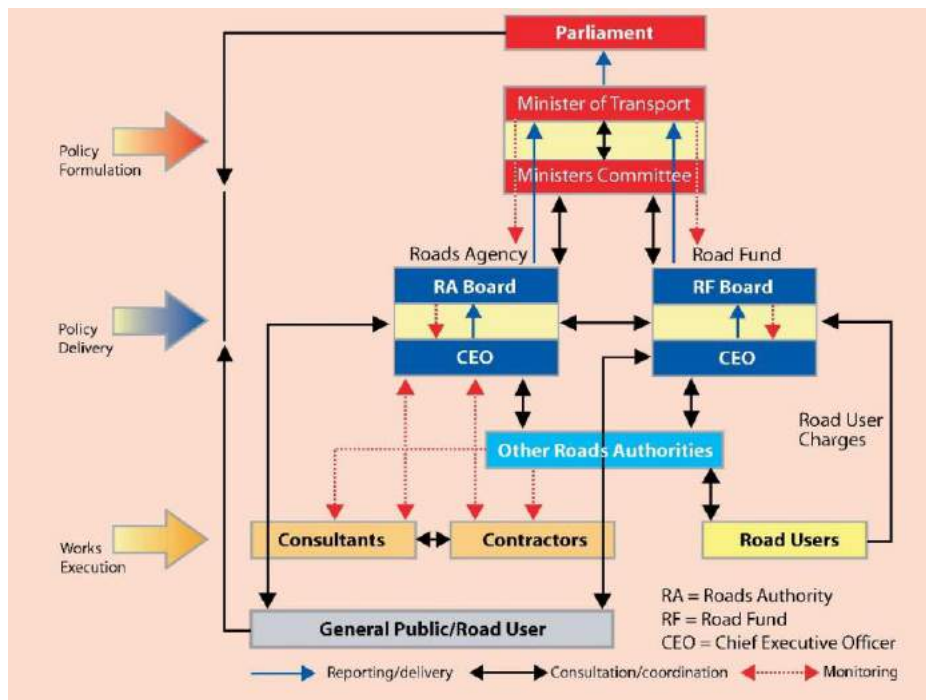 Parliament
Minister of Transport
Policy
Formulation
Ministers Committee
Roads Agency
Road Fund
RA Board
RF Board
Policy
Delivery
CEO
CEO
Road User
Charges
Other Roads Authorities
Works
Execution
Consultants
Contractors
Road Users
RA = Roads Authority
RF = Road Fund
CEO = Chief Executive Officer
General Public/Road User
Reporting/delivery
Consultation/coordination
Monitoring